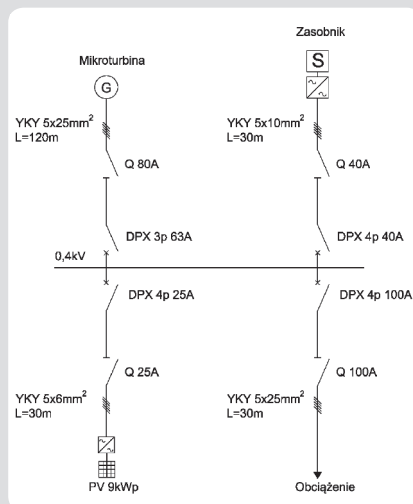 Zasobnik
S
Mikroturbina
G
YKY 5x25mm²
L=120m
YKY 5x10mm²
L=30m
Q 80A
Q 40A
DPX 3p 63A
DPX 4p 40A
0,4kV
DPX 4p 25A
DPX 4p 100A
Q 25A
Q 100A
YKY 5x6mm²
L=30m
YKY 5x25mm²
L=30m
PV 9kWp
Obciążenie